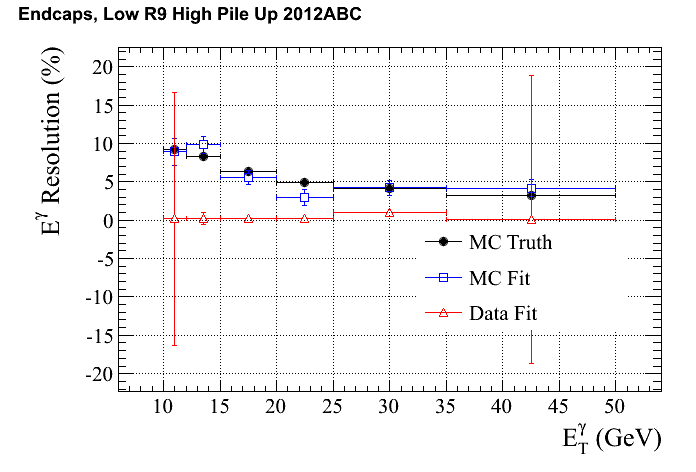 Endcaps, Low R9 High Pile Up 2012ABC
E^γ Resolution (%)
20
15
10
5
0
-5
-10
-15
-20
MC Truth
MC Fit
Data Fit
10 15 20 25 30 35 40 45 50
E_T^γ (GeV)